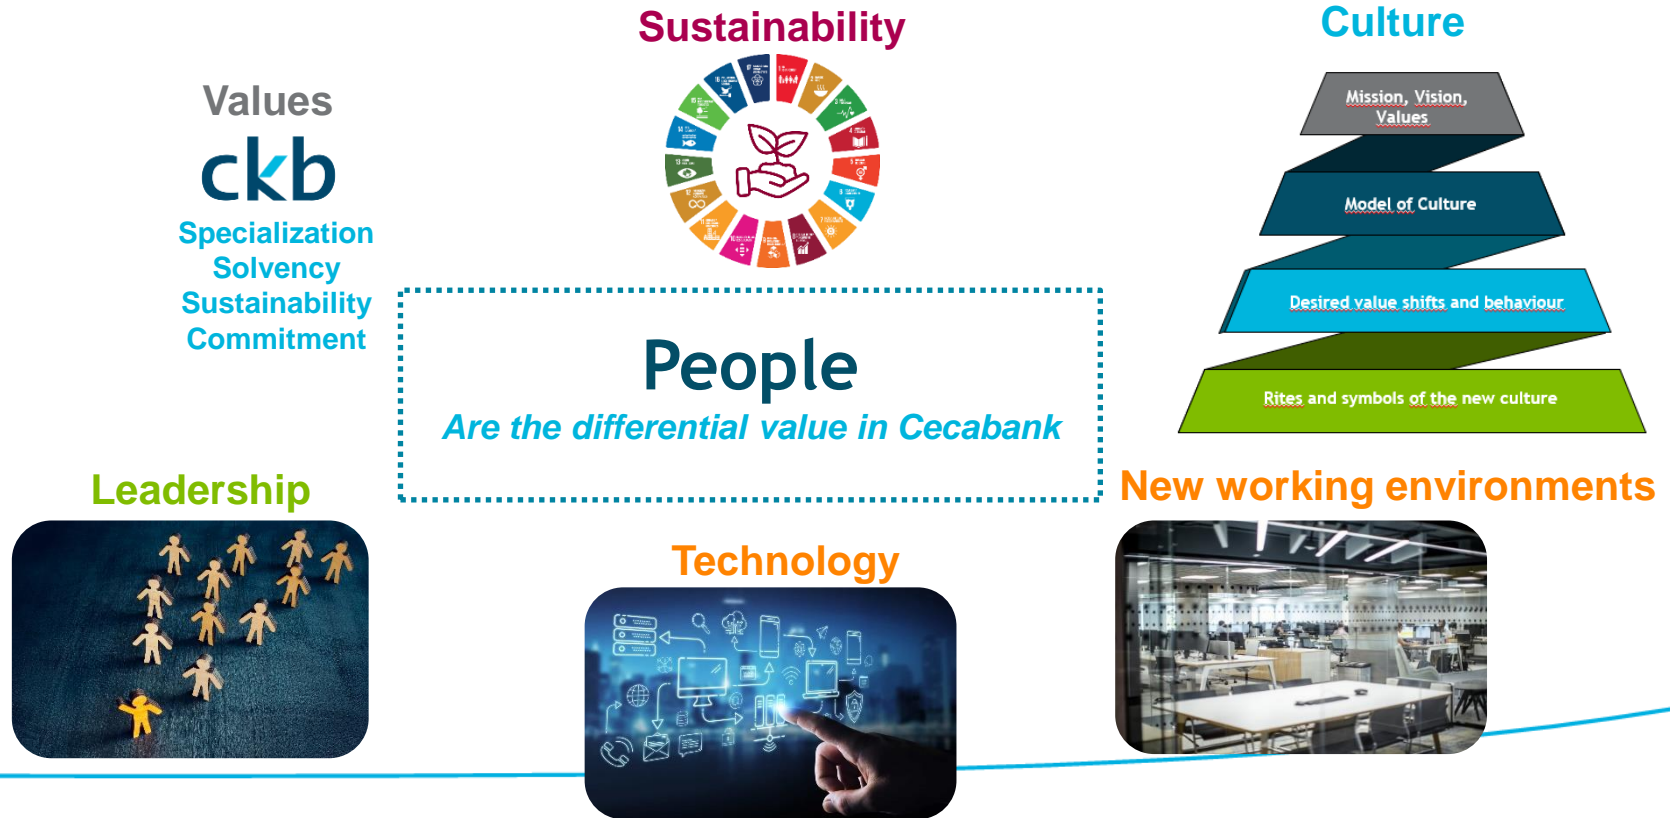 Sustainability
Culture
Values
ckb
Specialization
Solvency
Sustainability
Commitment
Mission, Vision,
Values
Model of Culture
Desired value shifts and behaviour
Rites and symbols of the new culture
People
Are the differential value in Cecabank
Leadership
New working environments
Technology